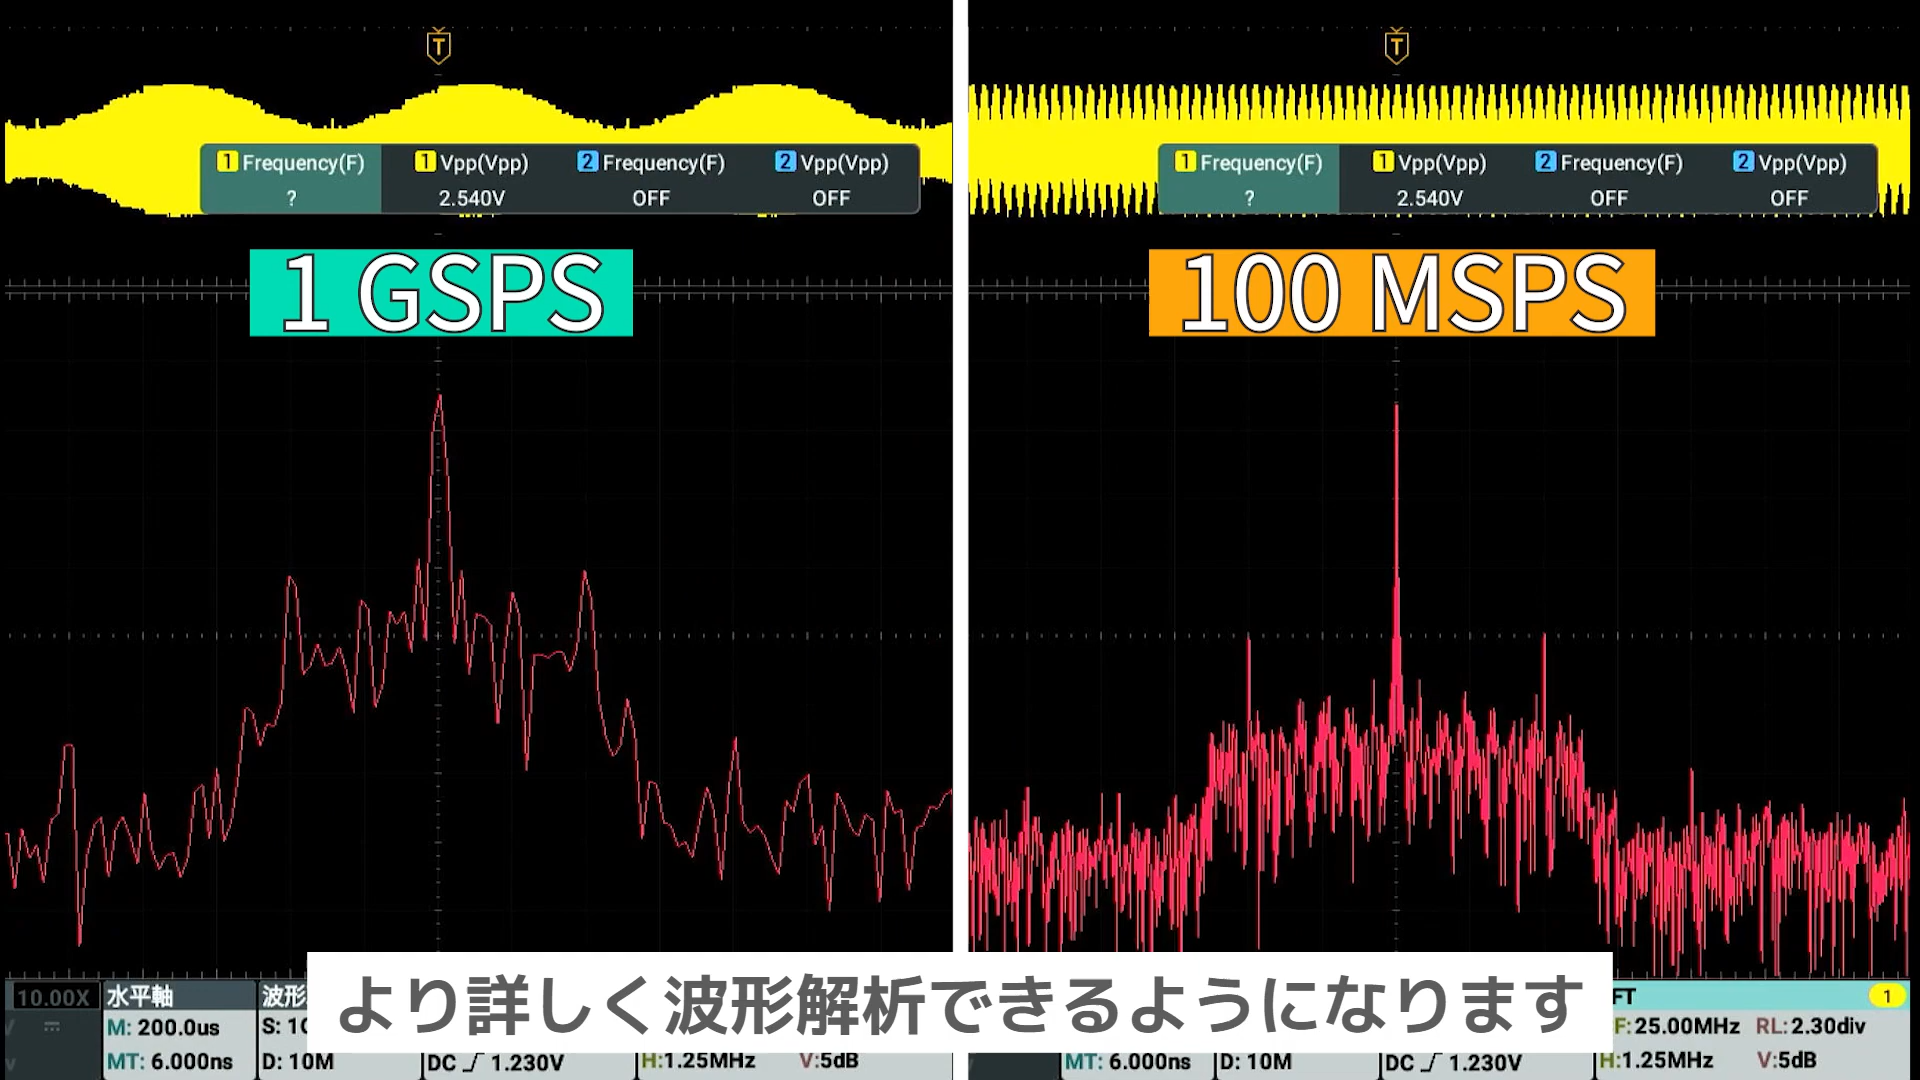 T
1 Frequency(F) 1 Vpp(Vpp) 2 Frequency(F) 2 Vpp(Vpp)
? 2.540V OFF OFF
1 GSPS
T
1 Frequency(F) 1 Vpp(Vpp) 2 Frequency(F) 2 Vpp(Vpp)
? 2.540V OFF OFF
100 MSPS
より詳しく波形解析できるようになります
10.00X 水平軸 波形
M: 200.0us S: 1
MT: 6.000ns D: 10M DC 1.230V H:1.25MHz V:5dB
FT 1
F:25.00MHz RL:2.30div
MT: 6.000ns D: 10M DC 1.230V H:1.25MHz V:5dB